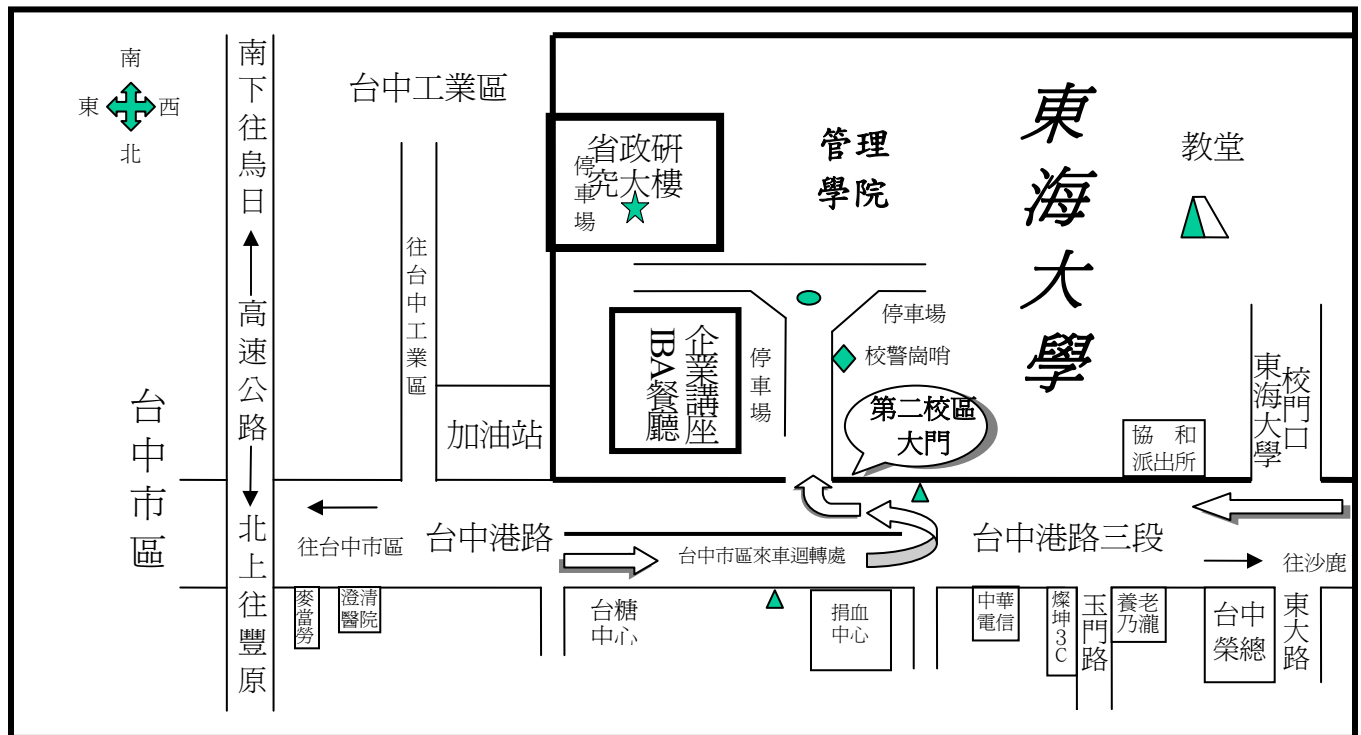 南
東
西
北
南下往烏日
高速公路
北上往豐原
台中市區
台中工業區
往台中工業區
加油站
省政研
究大樓
停車場
管理
學院
東海大學
教堂
企業講座
IBA餐廳
停車場
停車場
校警崗哨
第二校區
大門
協和
派出所
校門口
東海大學
往台中市區
台中港路
台中市區來車迴轉處
台中港路三段
往沙鹿
麥當勞
澄清
醫院
台糖
中心
捐血
中心
中華
電信
燦坤3C
玉門路
養老
乃瀧
台中
榮總
東大路